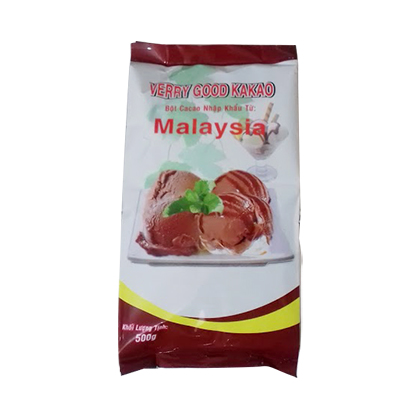 VERRY GOOD KAKAO
Bột Cacao Nhập Khẩu Từ:
Malaysia
Khối Lượng Tịnh:
500g